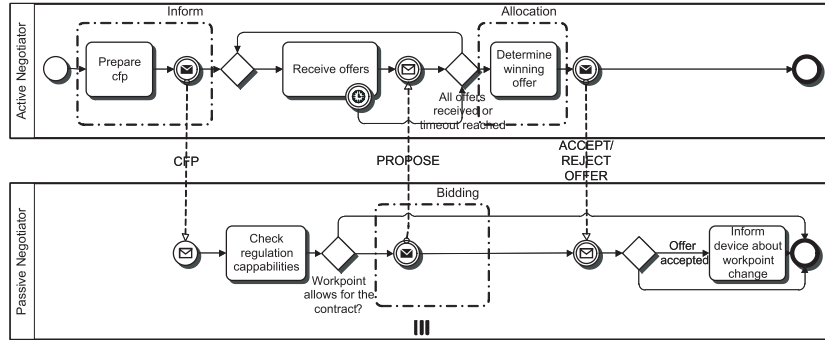 Active Negotiator
Inform
Prepare
cfp
Receive offers
All offers
received or
timeout reached
Allocation
Determine
winning
offer
CFP
PROPOSE
ACCEPT/
REJECT
OFFER
Passive Negotiator
Check
regulation
cappabilities
Workpoint
allows for the
contract?
Bidding
Offer
accepted
Inform
device about
workpoint
change